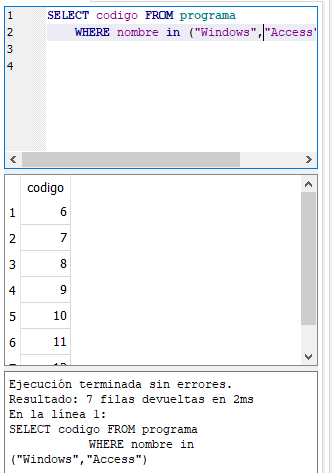 1 SELECT codigo FROM programa
2 WHERE nombre in ("Windows","Access"
3
4
codigo
1 6
2 7
3 8
4 9
5 10
6 11
Ejecución terminada sin errores.
Resultado: 7 filas devueltas en 2ms
En la línea 1:
SELECT codigo FROM programa
WHERE nombre in
("Windows","Access")